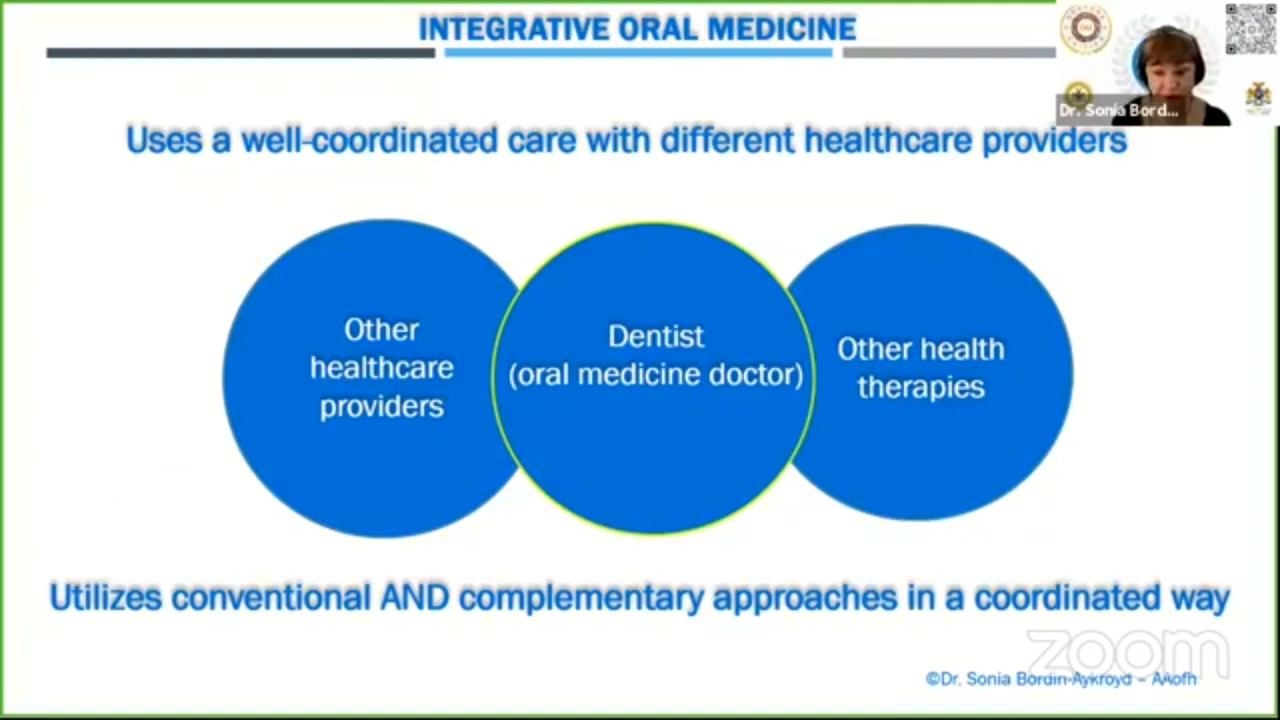 INTEGRATIVE ORAL MEDICINE
Dr. Sonia Bord...
Uses a well-coordinated care with different healthcare providers
Other
healthcare
providers
Dentist
(oral medicine doctor)
Other health
therapies
Utilizes conventional AND complementary approaches in a coordinated way
zoom
©Dr. Sonia Bordin-Aykroyd – AAofh